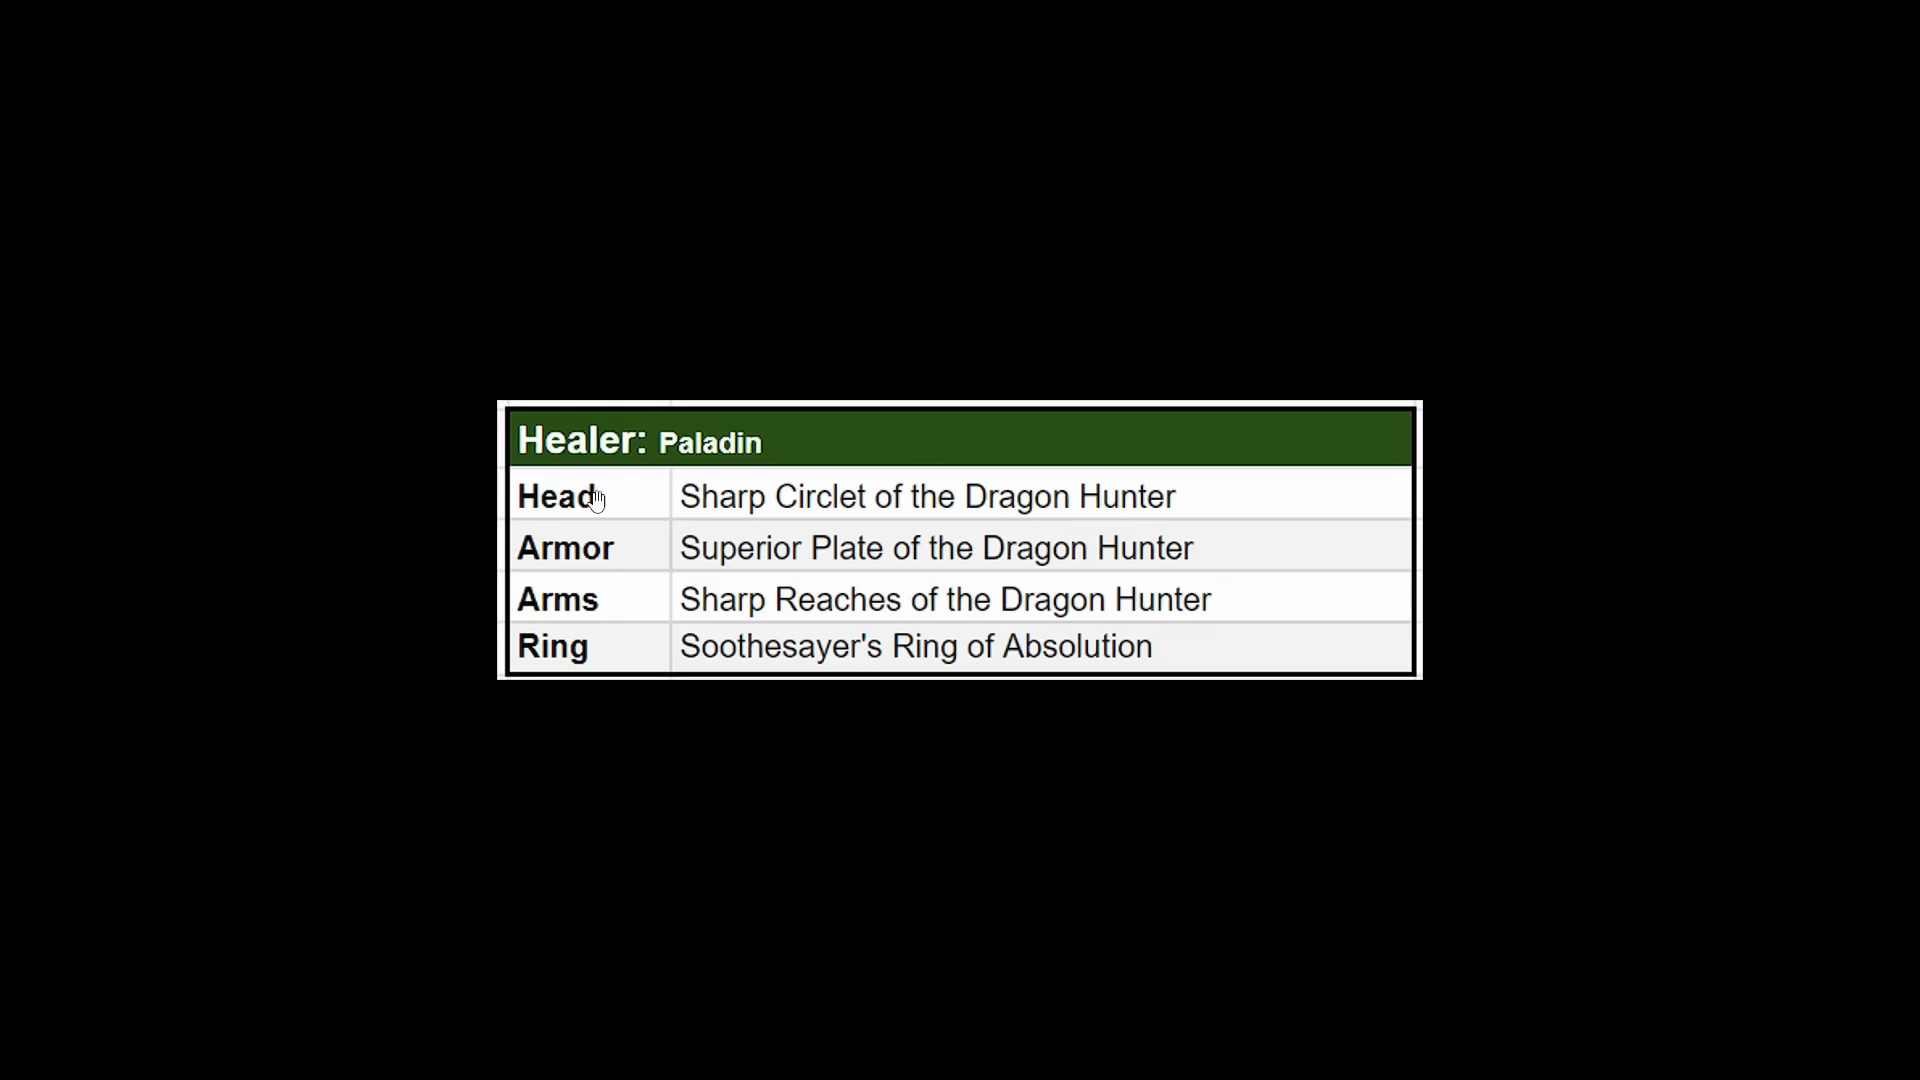 Healer: Paladin
Head Sharp Circlet of the Dragon Hunter
Armor Superior Plate of the Dragon Hunter
Arms Sharp Reaches of the Dragon Hunter
Ring Soothesayer's Ring of Absolution